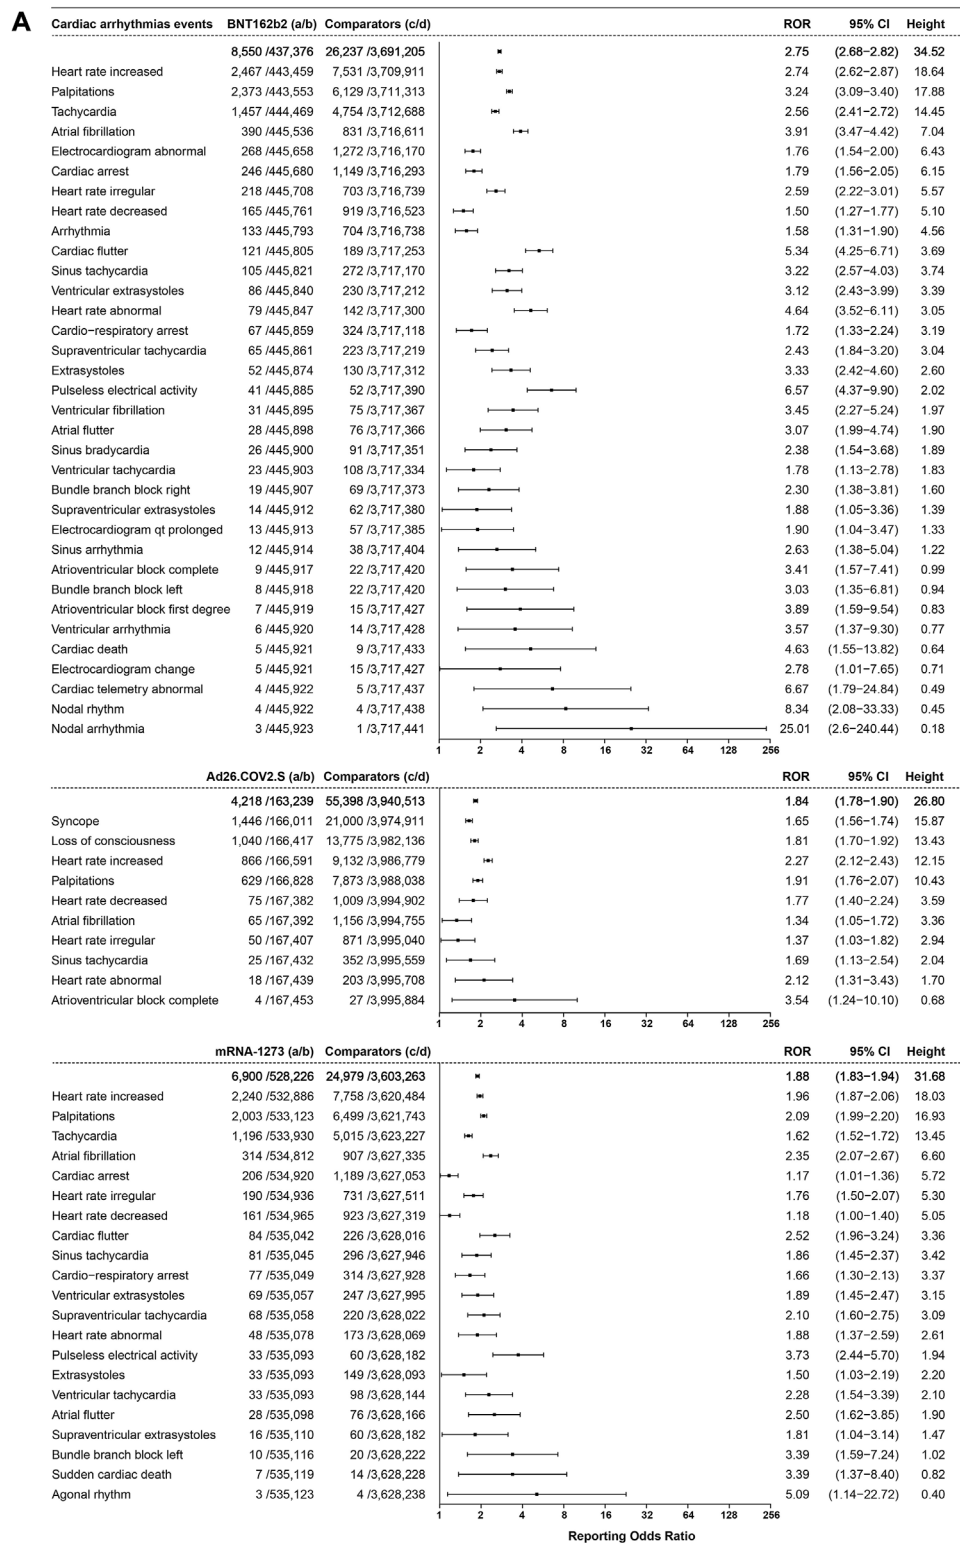 A
Cardiac arrhythmias events BNT162b2 (a/b) Comparators (c/d) ROR 95% CI Height
8,550 /437,376 26,237 /3,691,205 2.75 (2.68−2.82) 34.52
Heart rate increased 2,467 /443,459 7,531 /3,709,911 2.74 (2.62−2.87) 18.64
Palpitations 2,373 /443,553 6,129 /3,711,313 3.24 (3.09−3.40) 17.88
Tachycardia 1,457 /444,469 4,754 /3,712,688 2.56 (2.41−2.72) 14.45
Atrial fibrillation 390 /445,536 831 /3,716,611 3.91 (3.47−4.42) 7.04
Electrocardiogram abnormal 268 /445,658 1,272 /3,716,170 1.76 (1.54−2.00) 6.43
Cardiac arrest 246 /445,680 1,149 /3,716,293 1.79 (1.56−2.05) 6.15
Heart rate irregular 218 /445,708 703 /3,716,739 2.59 (2.22−3.01) 5.57
Heart rate decreased 165 /445,761 919 /3,716,523 1.50 (1.27−1.77) 5.10
Arrhythmia 133 /445,793 704 /3,716,738 1.58 (1.31−1.90) 4.56
Cardiac flutter 121 /445,805 189 /3,717,253 5.34 (4.25−6.71) 3.69
Sinus tachycardia 105 /445,821 272 /3,717,170 3.22 (2.57−4.03) 3.74
Ventricular extrasystoles 86 /445,840 230 /3,717,212 3.12 (2.43−3.99) 3.39
Heart rate abnormal 79 /445,847 142 /3,717,300 4.64 (3.52−6.11) 3.05
Cardio−respiratory arrest 67 /445,859 324 /3,717,118 1.72 (1.33−2.24) 3.19
Supraventricular tachycardia 65 /445,861 223 /3,717,219 2.43 (1.84−3.20) 3.04
Extrasystoles 52 /445,874 130 /3,717,312 3.33 (2.42−4.60) 2.60
Pulseless electrical activity 41 /445,885 52 /3,717,390 6.57 (4.37−9.90) 2.02
Ventricular fibrillation 31 /445,895 75 /3,717,367 3.45 (2.27−5.24) 1.97
Atrial flutter 28 /445,898 76 /3,717,366 3.07 (1.99−4.74) 1.90
Sinus bradycardia 26 /445,900 91 /3,717,351 2.38 (1.54−3.68) 1.89
Ventricular tachycardia 23 /445,903 108 /3,717,334 1.78 (1.13−2.78) 1.83
Bundle branch block right 19 /445,907 69 /3,717,373 2.30 (1.38−3.81) 1.60
Supraventricular extrasystoles 14 /445,912 62 /3,717,380 1.88 (1.05−3.36) 1.39
Electrocardiogram qt prolonged 13 /445,913 57 /3,717,385 1.90 (1.04−3.47) 1.33
Sinus arrhythmia 12 /445,914 38 /3,717,404 2.63 (1.38−5.04) 1.22
Atrioventricular block complete 9 /445,917 22 /3,717,420 3.41 (1.57−7.41) 0.99
Bundle branch block left 8 /445,918 22 /3,717,420 3.03 (1.35−6.81) 0.94
Atrioventricular block first degree 7 /445,919 15 /3,717,427 3.89 (1.59−9.54) 0.83
Ventricular arrhythmia 6 /445,920 14 /3,717,428 3.57 (1.37−9.30) 0.77
Cardiac death 5 /445,921 9 /3,717,433 4.63 (1.55−13.82) 0.64
Electrocardiogram change 5 /445,921 15 /3,717,427 2.78 (1.01−7.65) 0.71
Cardiac telemetry abnormal 4 /445,922 5 /3,717,437 6.67 (1.79−24.84) 0.49
Nodal rhythm 4 /445,922 4 /3,717,438 8.34 (2.08−33.33) 0.45
Nodal arrhythmia 3 /445,923 1 /3,717,441 25.01 (2.6−240.44) 0.18
1 2 4 8 16 32 64 128 256
Ad26.COV2.S (a/b) Comparators (c/d) ROR 95% CI Height
4,218 /163,239 55,398 /3,940,513 1.84 (1.78−1.90) 26.80
Syncope 1,446 /166,011 21,000 /3,974,911 1.65 (1.56−1.74) 15.87
Loss of consciousness 1,040 /166,417 13,775 /3,982,136 1.81 (1.70−1.92) 13.43
Heart rate increased 866 /166,591 9,132 /3,986,779 2.27 (2.12−2.43) 12.15
Palpitations 629 /166,828 7,873 /3,988,038 1.91 (1.76−2.07) 10.43
Heart rate decreased 75 /167,382 1,009 /3,994,902 1.77 (1.40−2.24) 3.59
Atrial fibrillation 65 /167,392 1,156 /3,994,755 1.34 (1.05−1.72) 3.36
Heart rate irregular 50 /167,407 871 /3,995,040 1.37 (1.03−1.82) 2.94
Sinus tachycardia 25 /167,432 352 /3,995,559 1.69 (1.13−2.54) 2.04
Heart rate abnormal 18 /167,439 203 /3,995,708 2.12 (1.31−3.43) 1.70
Atrioventricular block complete 4 /167,453 27 /3,995,884 3.54 (1.24−10.10) 0.68
1 2 4 8 16 32 64 128 256
mRNA-1273 (a/b) Comparators (c/d) ROR 95% CI Height
6,900 /528,226 24,979 /3,603,263 1.88 (1.83−1.94) 31.68
Heart rate increased 2,240 /532,886 7,758 /3,620,484 1.96 (1.87−2.06) 18.03
Palpitations 2,003 /533,123 6,499 /3,621,743 2.09 (1.99−2.20) 16.93
Tachycardia 1,196 /533,930 5,015 /3,623,227 1.62 (1.52−1.72) 13.45
Atrial fibrillation 314 /534,812 907 /3,627,335 2.35 (2.07−2.67) 6.60
Cardiac arrest 206 /534,920 1,189 /3,627,053 1.17 (1.01−1.36) 5.72
Heart rate irregular 190 /534,936 731 /3,627,511 1.76 (1.50−2.07) 5.30
Heart rate decreased 161 /534,965 923 /3,627,319 1.18 (1.00−1.40) 5.05
Cardiac flutter 84 /535,042 226 /3,628,016 2.52 (1.96−3.24) 3.36
Sinus tachycardia 81 /535,045 296 /3,627,946 1.86 (1.45−2.37) 3.42
Cardio−respiratory arrest 77 /535,049 314 /3,627,928 1.66 (1.30−2.13) 3.37
Ventricular extrasystoles 69 /535,057 247 /3,627,995 1.89 (1.45−2.47) 3.15
Supraventricular tachycardia 68 /535,058 220 /3,628,022 2.10 (1.60−2.75) 3.09
Heart rate abnormal 48 /535,078 173 /3,628,069 1.88 (1.37−2.59) 2.61
Pulseless electrical activity 33 /535,093 60 /3,628,182 3.73 (2.44−5.70) 1.94
Extrasystoles 33 /535,093 149 /3,628,093 1.50 (1.03−2.19) 2.20
Ventricular tachycardia 33 /535,093 98 /3,628,144 2.28 (1.54−3.39) 2.10
Atrial flutter 28 /535,098 76 /3,628,166 2.50 (1.62−3.85) 1.90
Supraventricular extrasystoles 16 /535,110 60 /3,628,182 1.81 (1.04−3.14) 1.47
Bundle branch block left 10 /535,116 20 /3,628,222 3.39 (1.59−7.24) 1.02
Sudden cardiac death 7 /535,119 14 /3,628,228 3.39 (1.37−8.40) 0.82
Agonal rhythm 3 /535,123 4 /3,628,238 5.09 (1.14−22.72) 0.40
1 2 4 8 16 32 64 128 256
Reporting Odds Ratio